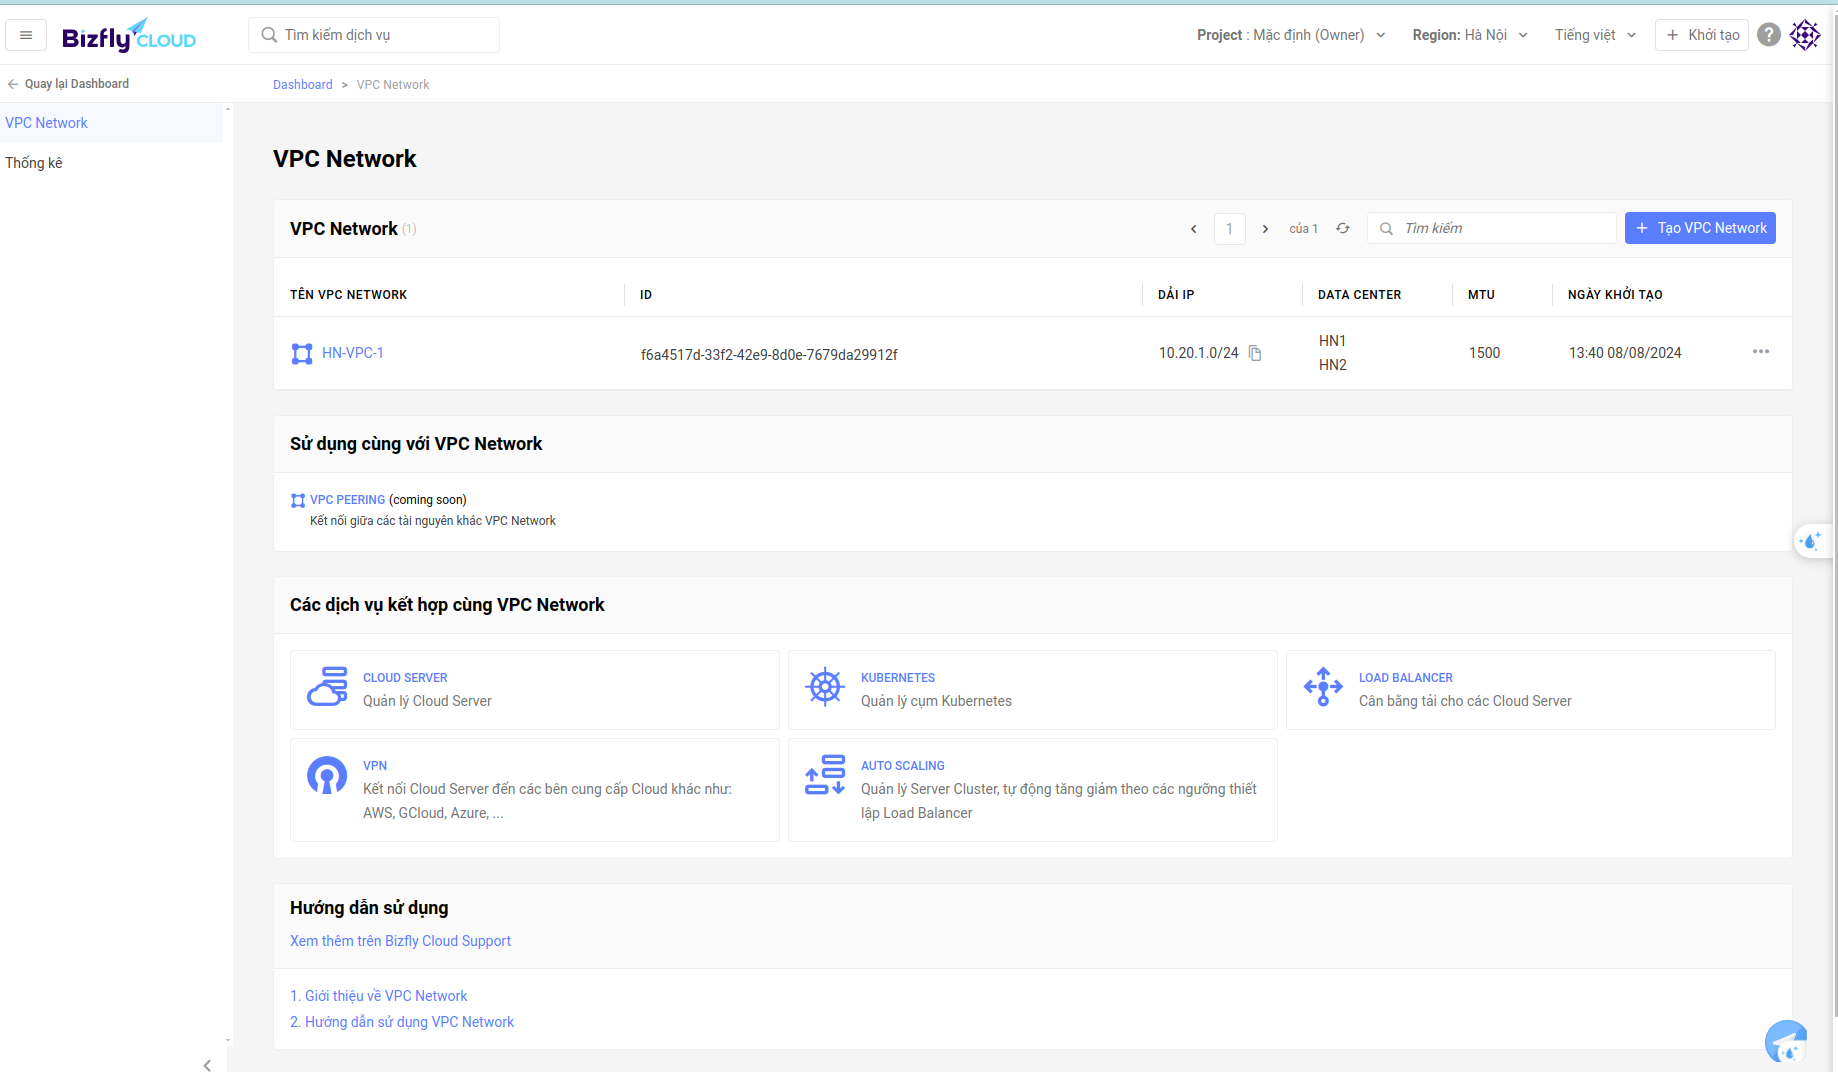 Bizfly CLOUD
Tìm kiếm dịch vụ
Project : Mặc định (Owner)
Region: Hà Nội
Tiếng việt
+ Khởi tạo
?
Quay lại Dashboard
Dashboard > VPC Network
VPC Network
Thống kê
VPC Network
VPC Network (1)
1
của 1
Tìm kiếm
+ Tạo VPC Network
TÊN VPC NETWORK
ID
DẢI IP
DATA CENTER
MTU
NGÀY KHỞI TẠO
HN-VPC-1
f6a4517d-33f2-42e9-8d0e-7679da29912f
10.20.1.0/24
HN1
HN2
1500
13:40 08/08/2024
Sử dụng cùng với VPC Network
VPC PEERING (coming soon)
Kết nối giữa các tài nguyên khác VPC Network
Các dịch vụ kết hợp cùng VPC Network
CLOUD SERVER
Quản lý Cloud Server
KUBERNETES
Quản lý cụm Kubernetes
LOAD BALANCER
Cân bằng tải cho các Cloud Server
VPN
Kết nối Cloud Server đến các bên cung cấp Cloud khác như:
AWS, GCloud, Azure, ...
AUTO SCALING
Quản lý Server Cluster, tự động tăng giảm theo các ngưỡng thiết
lập Load Balancer
Hướng dẫn sử dụng
Xem thêm trên Bizfly Cloud Support
1. Giới thiệu về VPC Network
2. Hướng dẫn sử dụng VPC Network